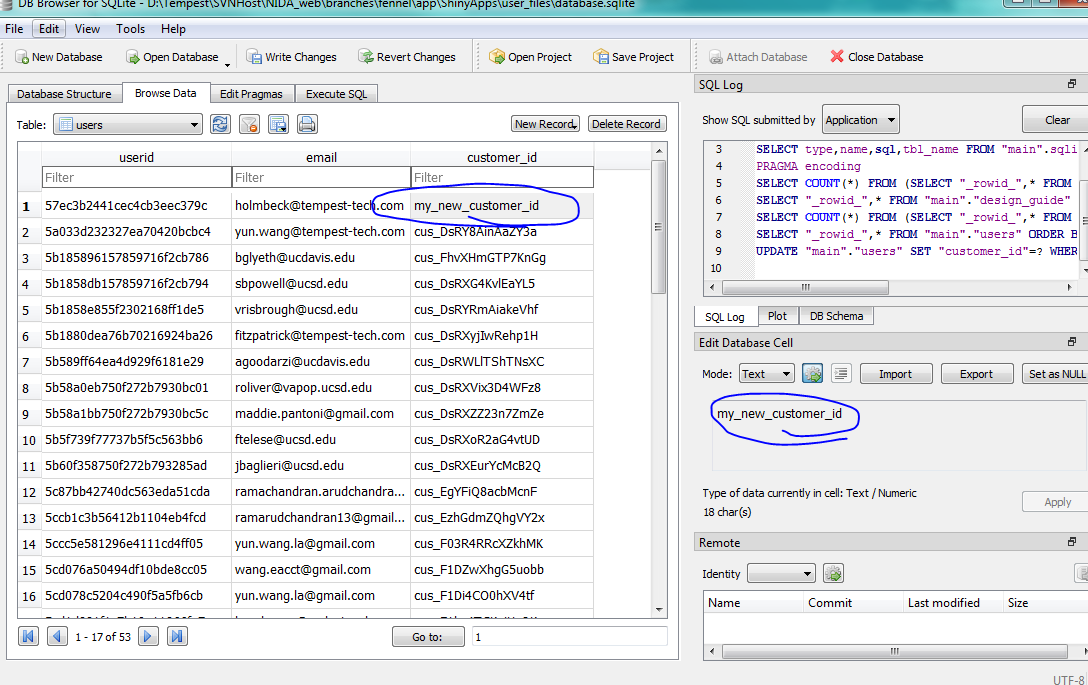 DB Browser for SQLite - D:\Tempest\SVNHost\NIDA_web\branches\fennel\app\ShinyApps\user_files\database.sqlite
File Edit View Tools Help
New Database Open Database Write Changes Revert Changes Open Project Save Project Attach Database Close Database
Database Structure Browse Data Edit Pragmas Execute SQL
Table: users New Record Delete Record
userid email customer_id
Filter Filter Filter
1 57ec3b2441cec4cb3eec379c holmbeck@tempest-tech.com my_new_customer_id
2 5a033d232327ea70420bcbc4 yun.wang@tempest-tech.com cus_DsRY8AinAaZY3a
3 5b18589615785971​6f2cb786 bglyeth@ucdavis.edu cus_FhvXHmGTP7KnGg
4 5b1858db157859716f2cb794 sbpowell@ucsd.edu cus_DsRXG4KvlEaYL5
5 5b1858e855f2302168ff1de5 vrisbrough@ucsd.edu cus_DsRYRmAiakeVhf
6 5b1880dea76b70216924ba26 fitzpatrick@tempest-tech.com cus_DsRXyjIwRehp1H
7 5b589ff64ea4d929f6181e29 agoodarzi@ucdavis.edu cus_DsRWLlTShTNsXC
8 5b58a0eb750f272b7930bc01 roliver@vapop.ucsd.edu cus_DsRXVix3D4WFz8
9 5b58a1bb750f272b7930bc5c maddie.pantoni@gmail.com cus_DsRXZZ23n7ZmZe
10 5b5f739f77737b5f5c563bb6 ftelese@ucsd.edu cus_DsRXoR2aG4vtUD
11 5b60f358750f272b793285ad jbaglieri@ucsd.edu cus_DsRXEurYcMcB2Q
12 5c87bb42740dc563eda51cda ramachandran.arudchandra... cus_EgYFiQ8acbMcnF
13 5ccb1c3b56412b1104eb4fcd ramarudchandran13@gmail... cus_EzhGdmZQhgVY2x
14 5ccc5e581296e4111cd4ff05 yun.wang.la@gmail.com cus_F03R4RRcXZkhMK
15 5cd076a50494df10bde8cc05 wang.eacct@gmail.com cus_F1DZwXhgG5uobb
16 5cd078c5204c490f5a5fb6cb yun.wang.la@gmail.com cus_F1Di4CO0hXV4tf
1 - 17 of 53 Go to: 1
SQL Log
Show SQL submitted by Application Clear
3 SELECT type,name,sql,tbl_name FROM "main".sqli
4 PRAGMA encoding
5 SELECT COUNT(*) FROM (SELECT "_rowid_",* FROM
6 SELECT "_rowid_",* FROM "main"."design_guide"
7 SELECT COUNT(*) FROM (SELECT "_rowid_",* FROM
8 SELECT "_rowid_",* FROM "main"."users" ORDER B
9 UPDATE "main"."users" SET "customer_id"=? WHER
10
SQL Log Plot DB Schema
Edit Database Cell
Mode: Text Import Export Set as NULL
my_new_customer_id
Type of data currently in cell: Text / Numeric
18 char(s)
Apply
Remote
Identity
Name Commit Last modified Size
UTF-8